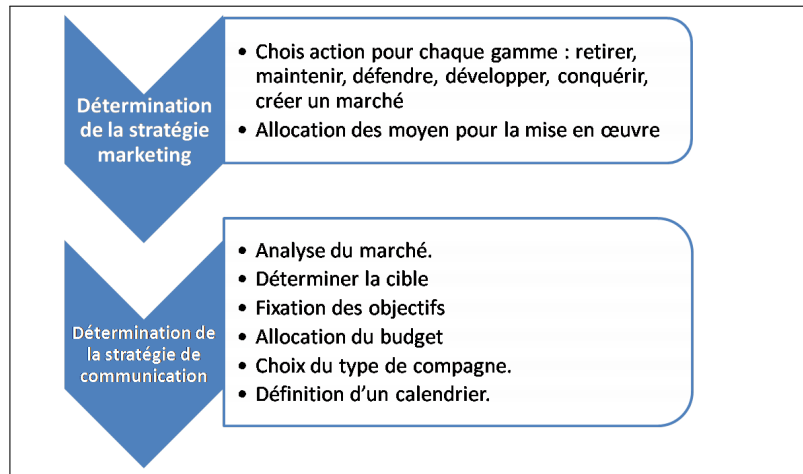 Détermination
de la stratégie
marketing
• Chois action pour chaque gamme : retirer,
maintenir, défendre, développer, conquérir,
créer un marché
• Allocation des moyen pour la mise en œuvre
Détermination de
la stratégie de
communication
• Analyse du marché.
• Déterminer la cible
• Fixation des objectifs
• Allocation du budget
• Choix du type de compagne.
• Définition d’un calendrier.